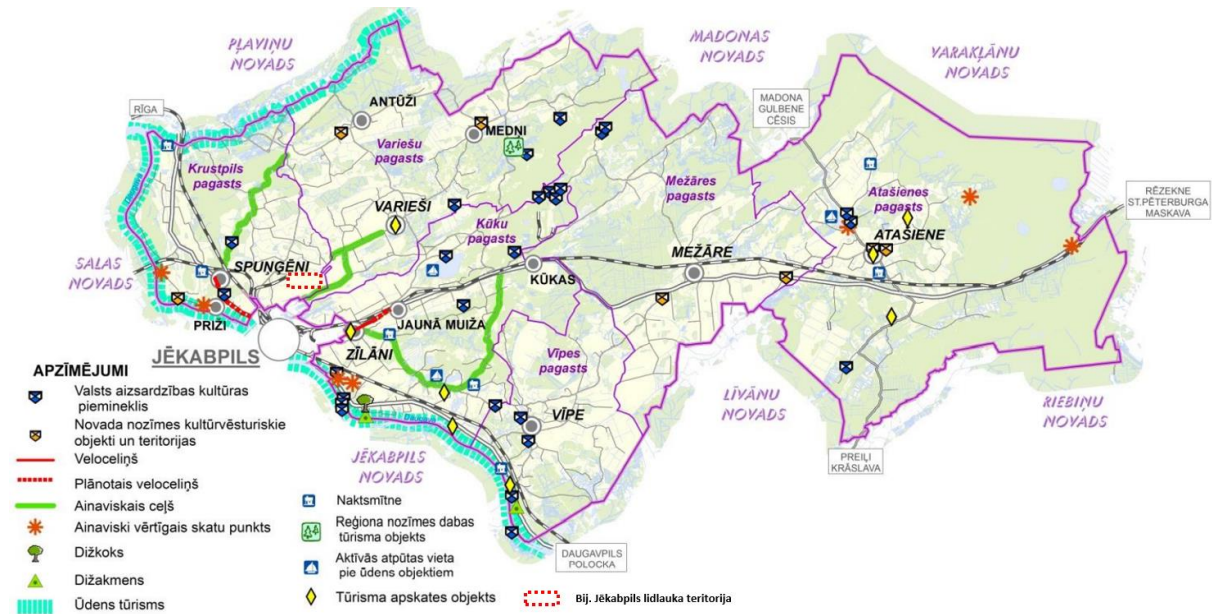 PĻAVIŅU
NOVADS
MADONAS
NOVADS
VARAKĻĀNU
NOVADS
RĪGA
MADONA
GULBENE
CĒSIS
ANTŪŽI
MEDNI
Variešu
pagasts
Krustpils
pagasts
Mežāres
pagasts
Atašienes
pagasts
RĒZEKNE
ST.PĒTERBURGA
MASKAVA
VARIEŠI
Kūku
pagasts
ATAŠIENE
MEŽĀRE
SALAS
NOVADS
SPUNĢĒNI
KŪKAS
PRIŽI
JAUNĀ MUIŽA
JĒKABPILS
ZĪLĀNI
Vīpes
pagasts
LĪVĀNU
NOVADS
RIEBIŅU
NOVADS
VĪPE
JĒKABPILS
NOVADS
PREIĻI
KRĀSLAVA
DAUGAVPILS
POLOCKA
APZĪMĒJUMI
Valsts aizsardzības kultūras
piemineklis
Novada nozīmes kultūrvēsturiskie
objekti un teritorijas
Veloceliņš
Plānotais veloceliņš
Ainaviskais ceļš
Ainaviski vērtīgais skatu punkts
Dižkoks
Dižakmens
Ūdens tūrisms
Naktsmītne
Reģiona nozīmes dabas
tūrisma objekts
Aktīvās atpūtas vieta
pie ūdens objektiem
Tūrisma apskates objekts
Bij. Jēkabpils lidlauka teritorija